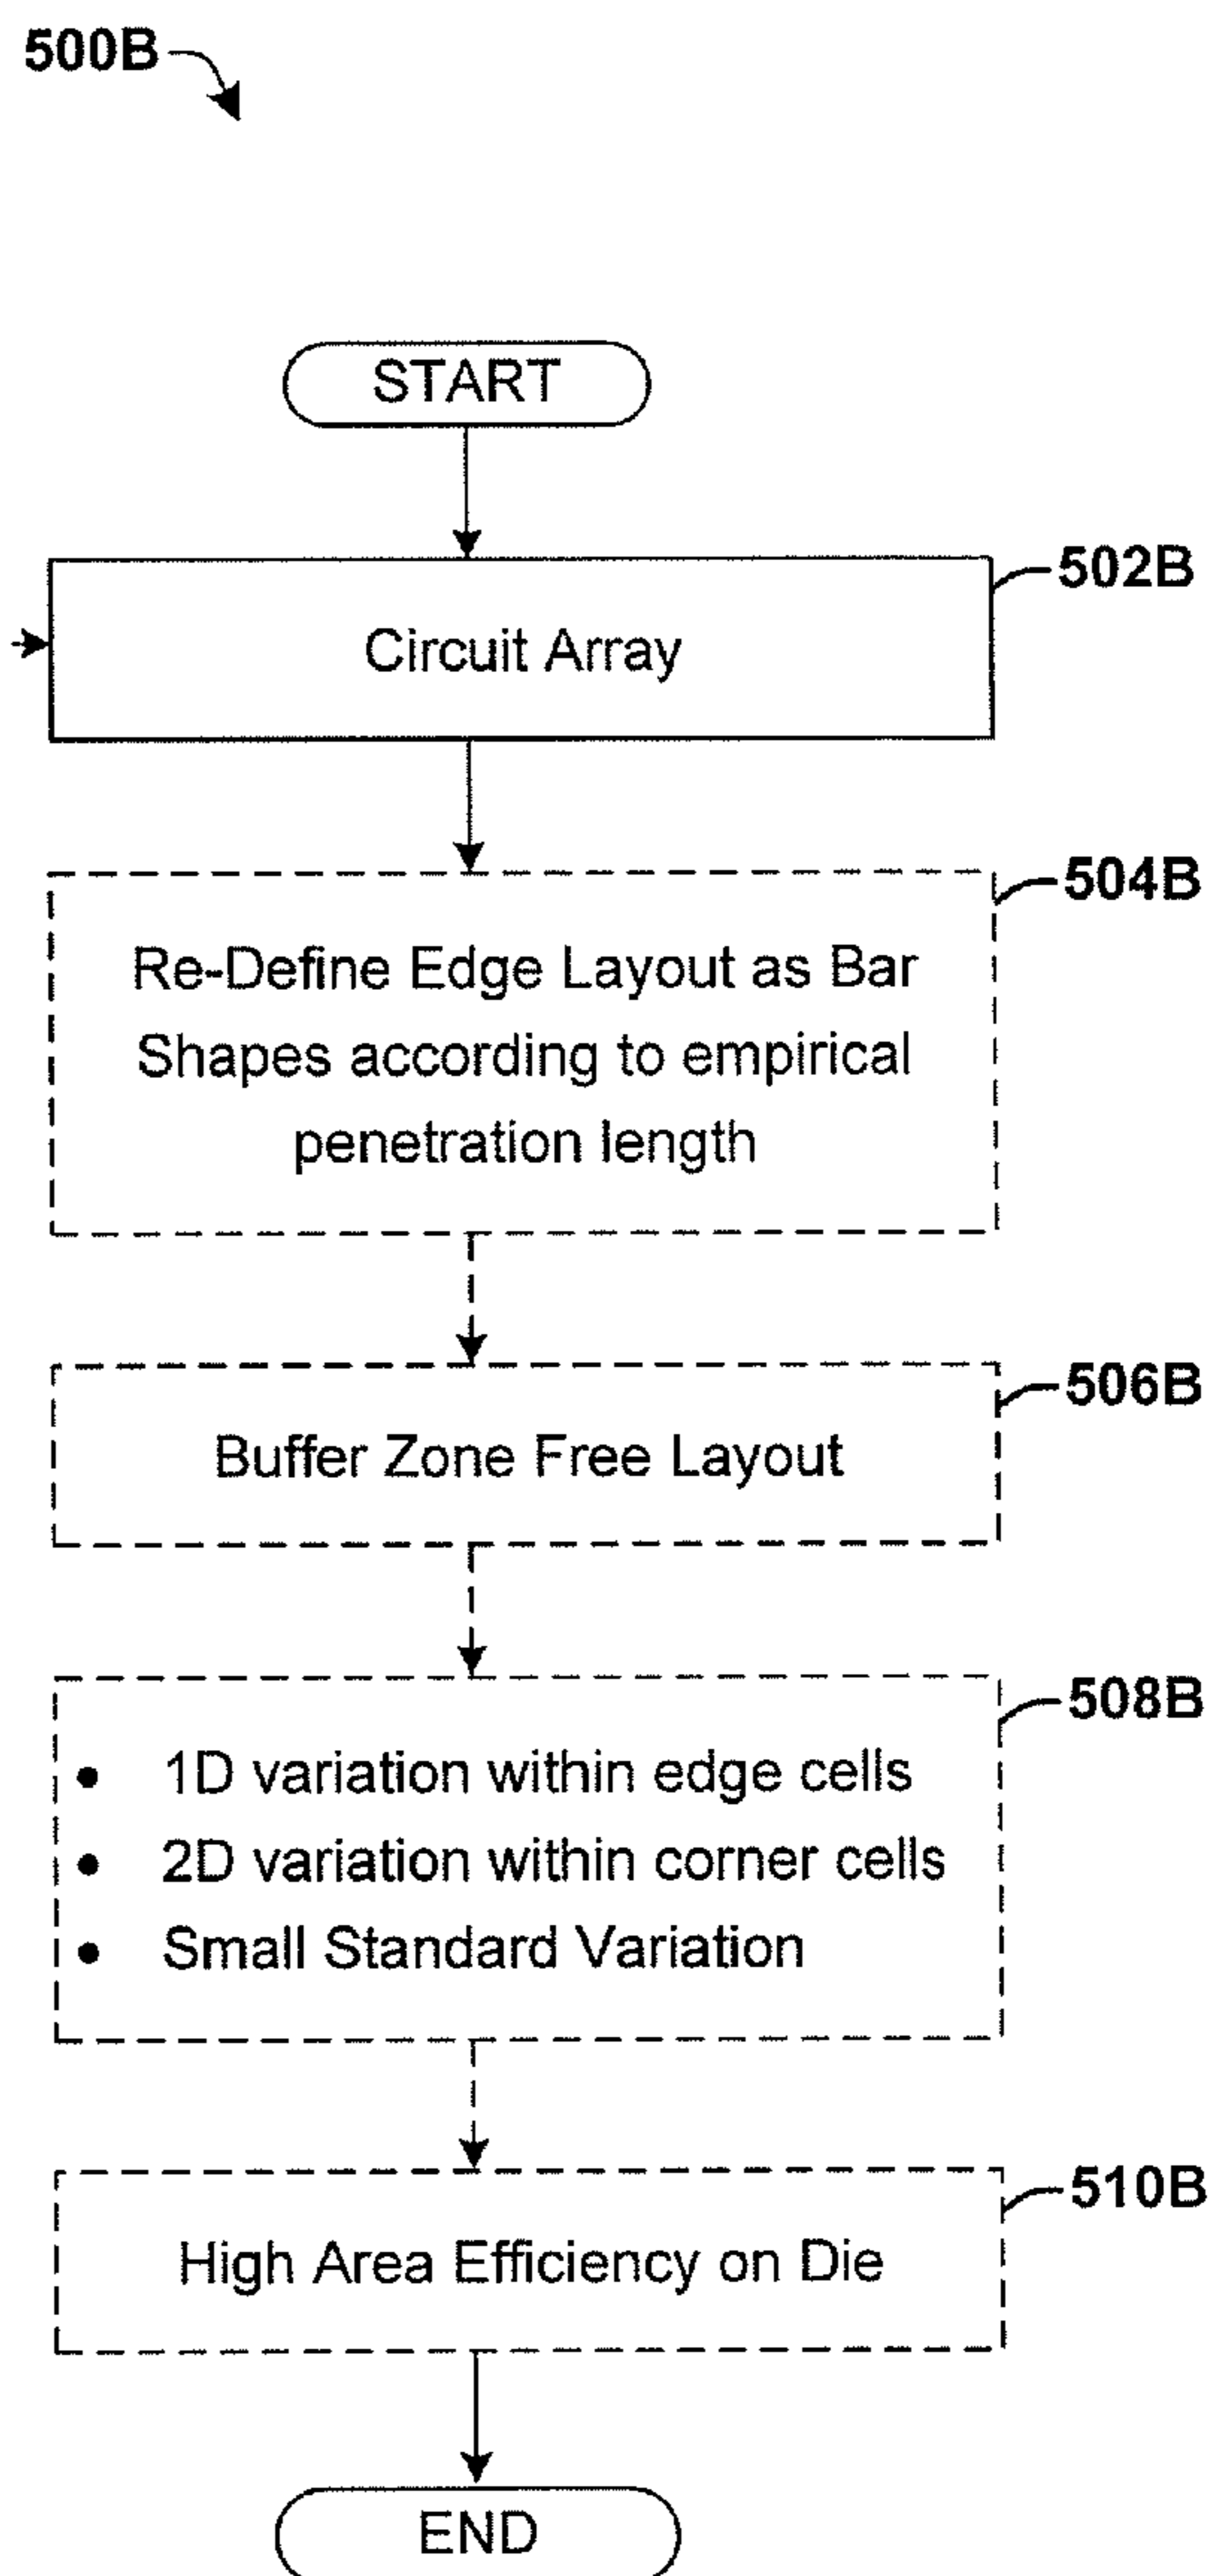 500B
START
502B
Circuit Array
504B
Re-Define Edge Layout as Bar
Shapes according to empirical
penetration length
506B
Buffer Zone Free Layout
508B
• 1D variation within edge cells
• 2D variation within corner cells
• Small Standard Variation
510B
High Area Efficiency on Die
END